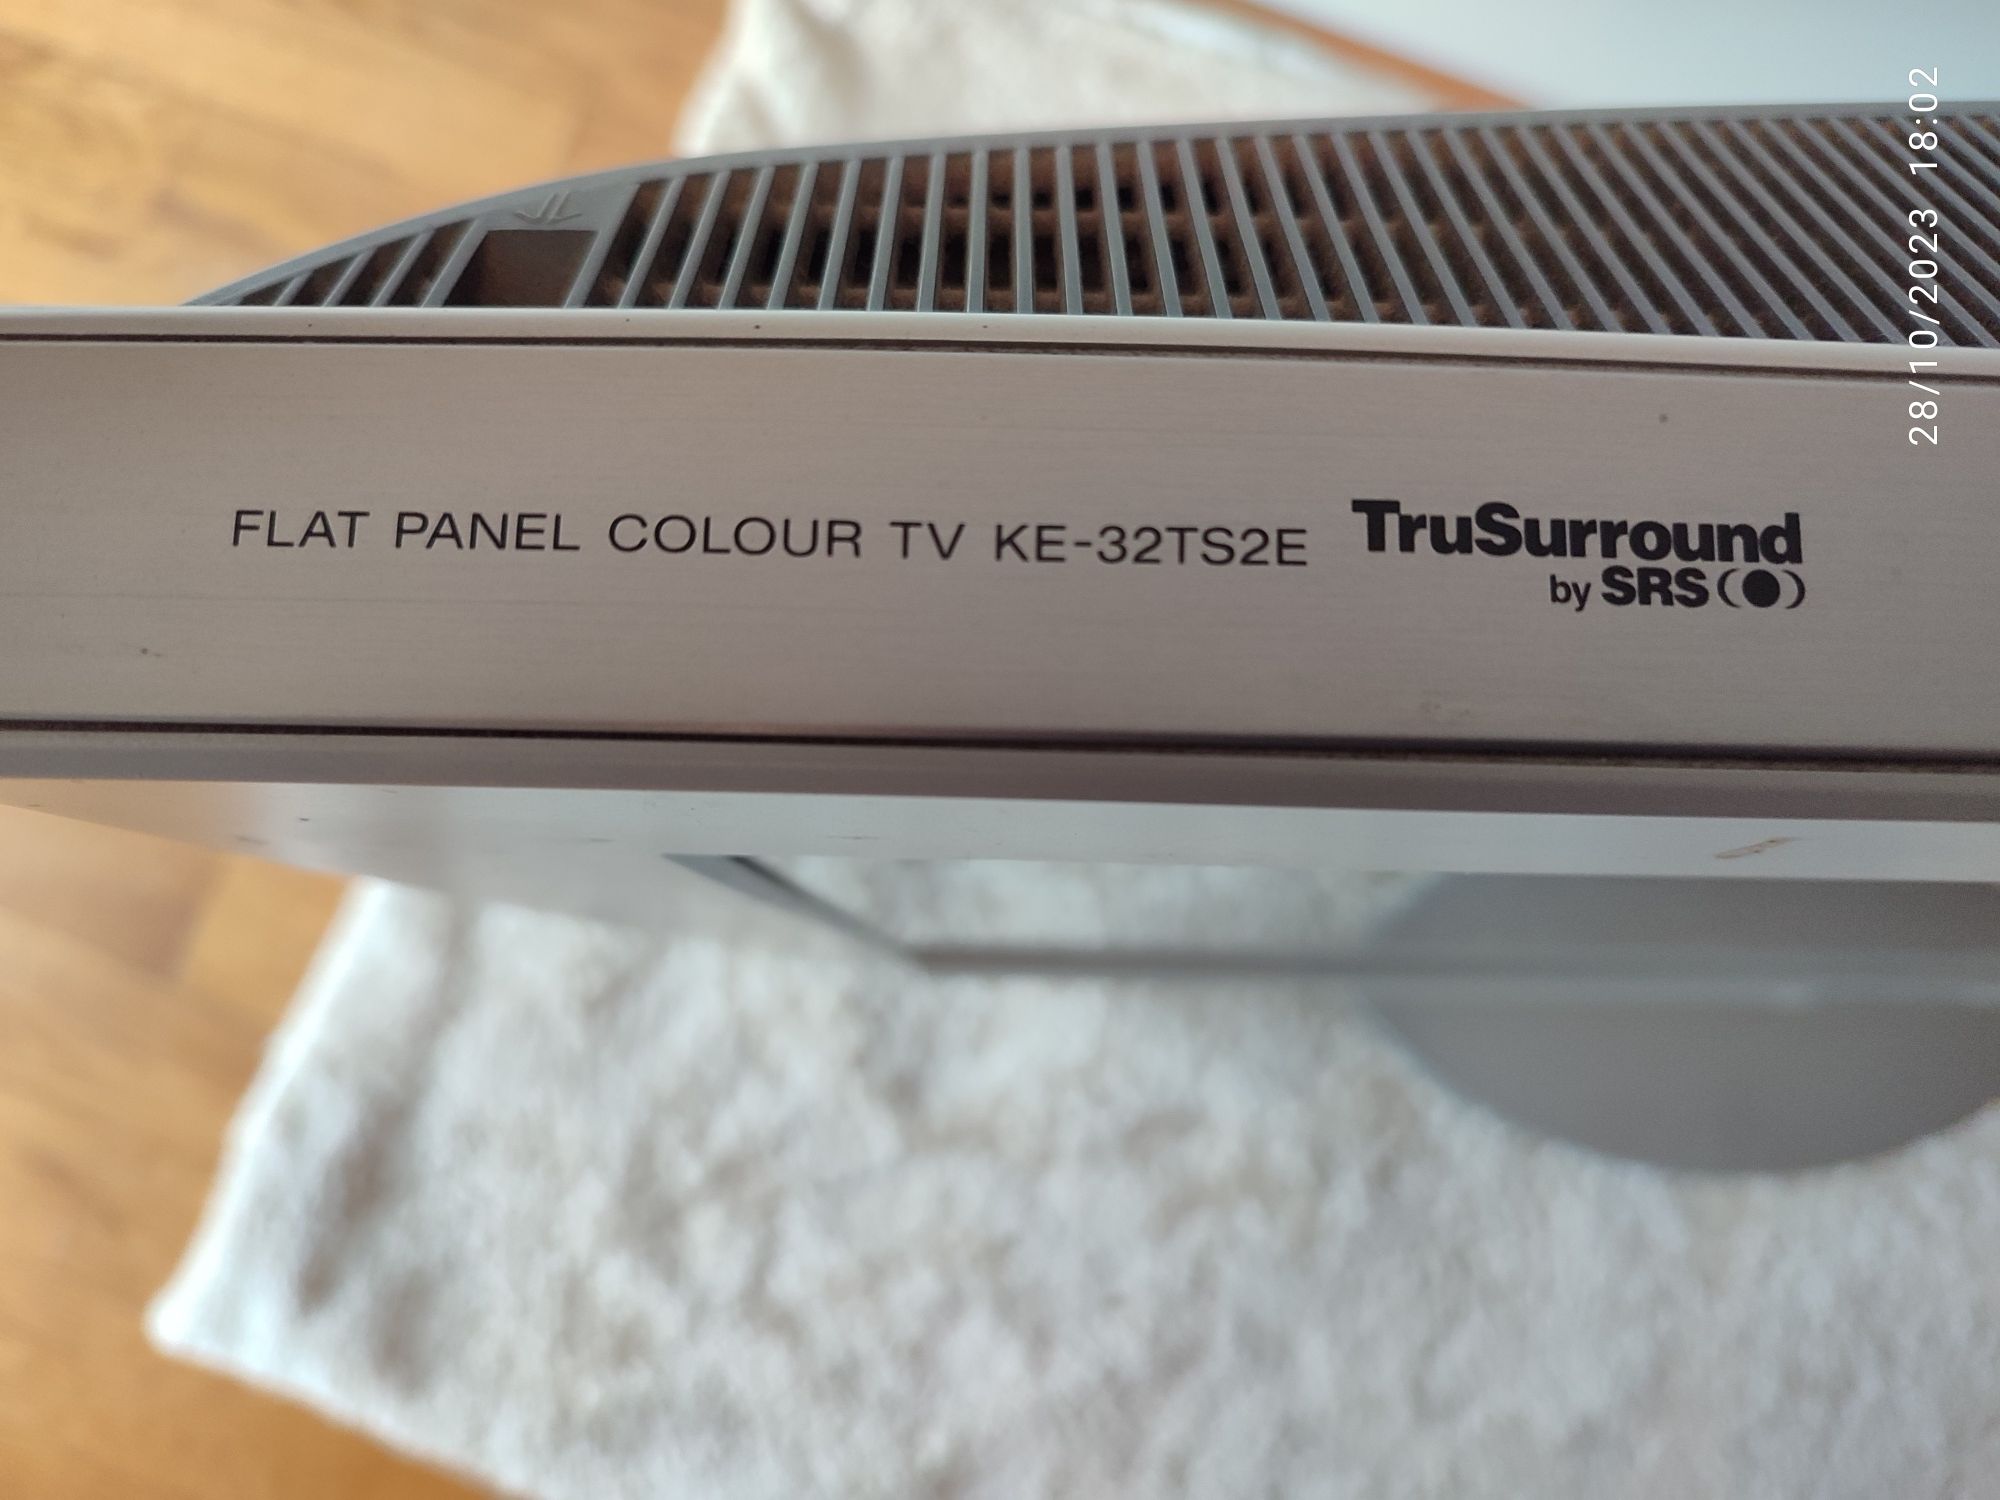 FLAT PANEL COLOUR TV KE-32TS2E
TruSurround
by SRS
28/10/2023 18:02